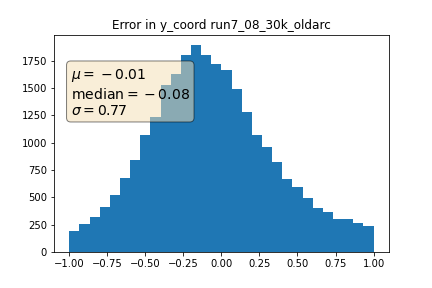 Error in y_coord run7_08_30k_oldarc
μ = −0.01
median = −0.08
σ = 0.77
1750
1500
1250
1000
750
500
250
0
−1.00 −0.75 −0.50 −0.25 0.00 0.25 0.50 0.75 1.00